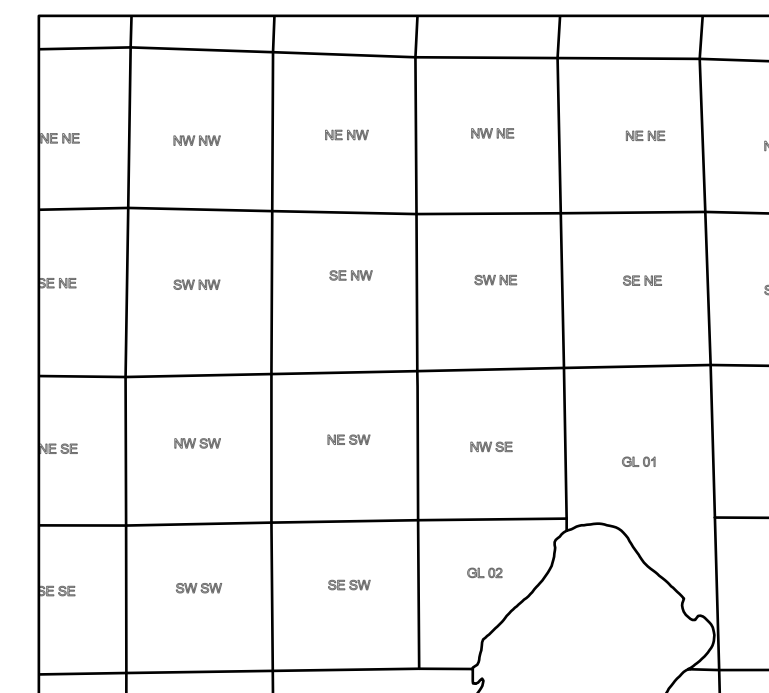 NE NE
NW NW
NE NW
NW NE
NE NE
SE NE
SW NW
SE NW
SW NE
SE NE
NE SE
NW SW
NE SW
NW SE
GL 01
SE SE
SW SW
SE SW
GL 02